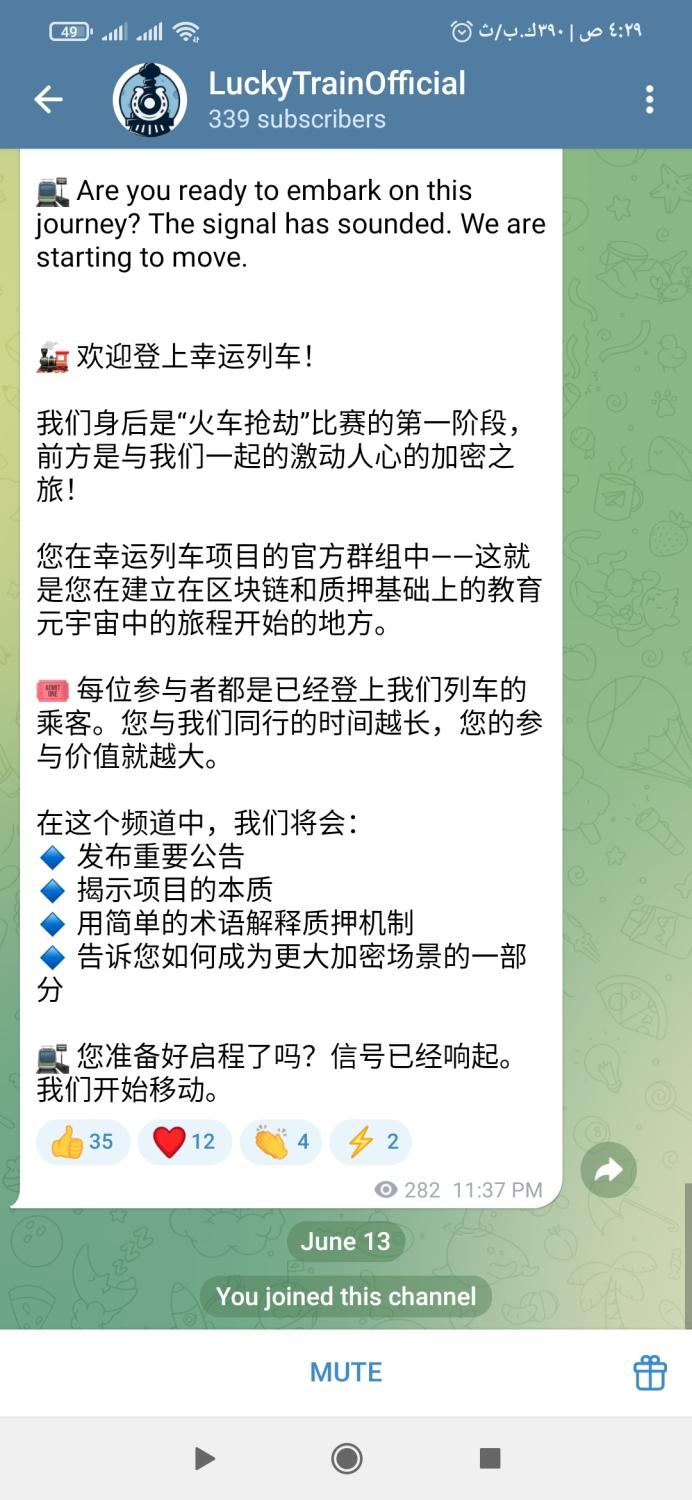 49
٤:٢٩ ص | ٣٩٠ك.ب/ث
LuckyTrainOfficial
339 subscribers
🚉 Are you ready to embark on this
journey? The signal has sounded. We are
starting to move.
🚂 欢迎登上幸运列车！
我们身后是“火车抢劫”比赛的第一阶段，
前方是与我们一起的激动人心的加密之
旅！
您在幸运列车项目的官方群组中——这就
是您在建立在区块链和质押基础上的教育
元宇宙中的旅程开始的地方。
🎟 每位参与者都是已经登上我们列车的
乘客。您与我们同行的时间越长，您的参
与价值就越大。
在这个频道中，我们将会：
🔹 发布重要公告
🔹 揭示项目的本质
🔹 用简单的术语解释质押机制
🔹 告诉您如何成为更大加密场景的一部
分
🚉 您准备好启程了吗？信号已经响起。
我们开始移动。
👍 35 ❤️ 12 👏 4 ⚡ 2
282 11:37 PM
June 13
You joined this channel
MUTE